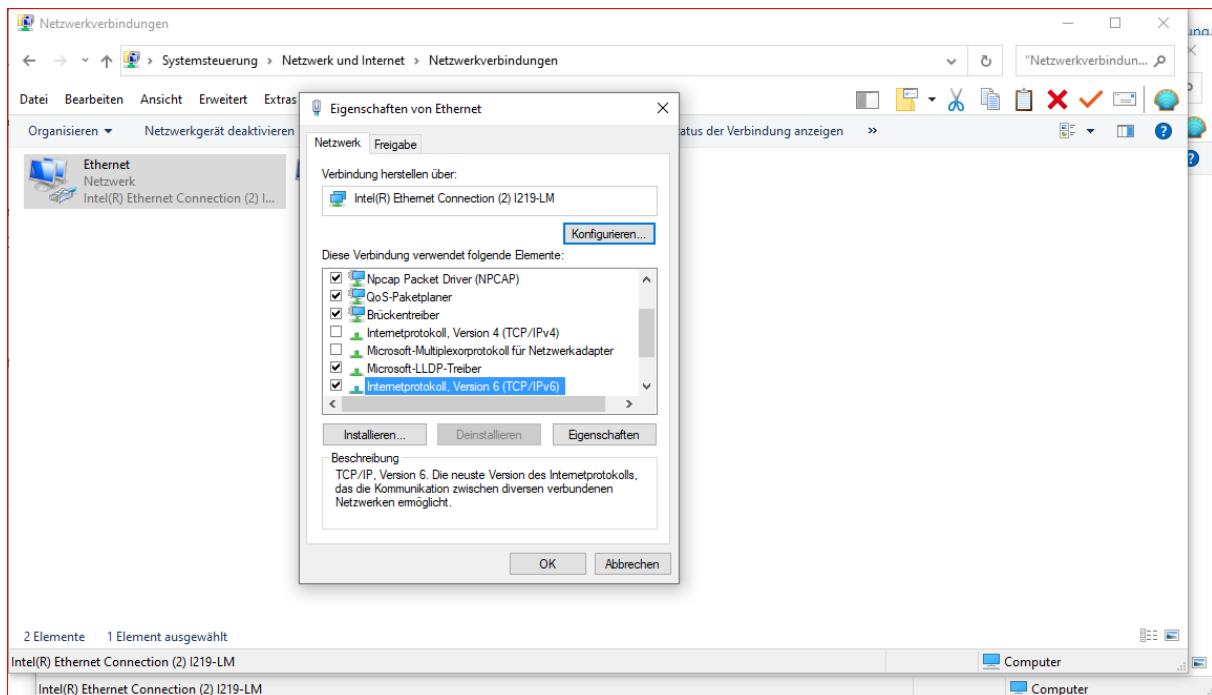 Netzwerkverbindungen
Systemsteuerung > Netzwerk und Internet > Netzwerkverbindungen
"Netzwerkverbindun...
Datei Bearbeiten Ansicht Erweitert Extras
Organisieren Netzwerkgerät deaktivieren
atus der Verbindung anzeigen »
Ethernet
Netzwerk
Intel(R) Ethernet Connection (2) I...
Eigenschaften von Ethernet
Netzwerk Freigabe
Verbindung herstellen über:
Intel(R) Ethernet Connection (2) I219-LM
Konfigurieren...
Diese Verbindung verwendet folgende Elemente:
Npcap Packet Driver (NPCAP)
QoS-Paketplaner
Brückentreiber
Internetprotokoll, Version 4 (TCP/IPv4)
Microsoft-Multiplexorprotokoll für Netzwerkadapter
Microsoft-LLDP-Treiber
Internetprotokoll, Version 6 (TCP/IPv6)
Installieren... Deinstallieren Eigenschaften
Beschreibung
TCP/IP, Version 6. Die neuste Version des Internetprotokolls,
das die Kommunikation zwischen diversen verbundenen
Netzwerken ermöglicht.
OK Abbrechen
2 Elemente 1 Element ausgewählt
Intel(R) Ethernet Connection (2) I219-LM Computer
Intel(R) Ethernet Connection (2) I219-LM Computer